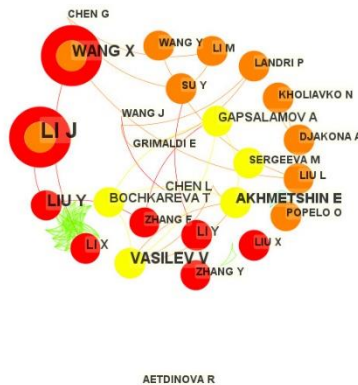 CHEN G
WANG X
WANG Y
LI M
LANDRI P
SU Y
KHOLIAVKO N
WANG J
GAPSALAMOV A
LI J
GRIMALDI E
DJAKONA A
SERGEEVA M
LIU L
CHEN L
LIU Y
BOCHKAREVA T
AKHMETSHIN E
POPELO O
ZHANG F
LI Y
LI X
LIU X
VASILEV V
ZHANG Y
AETDINOVA R